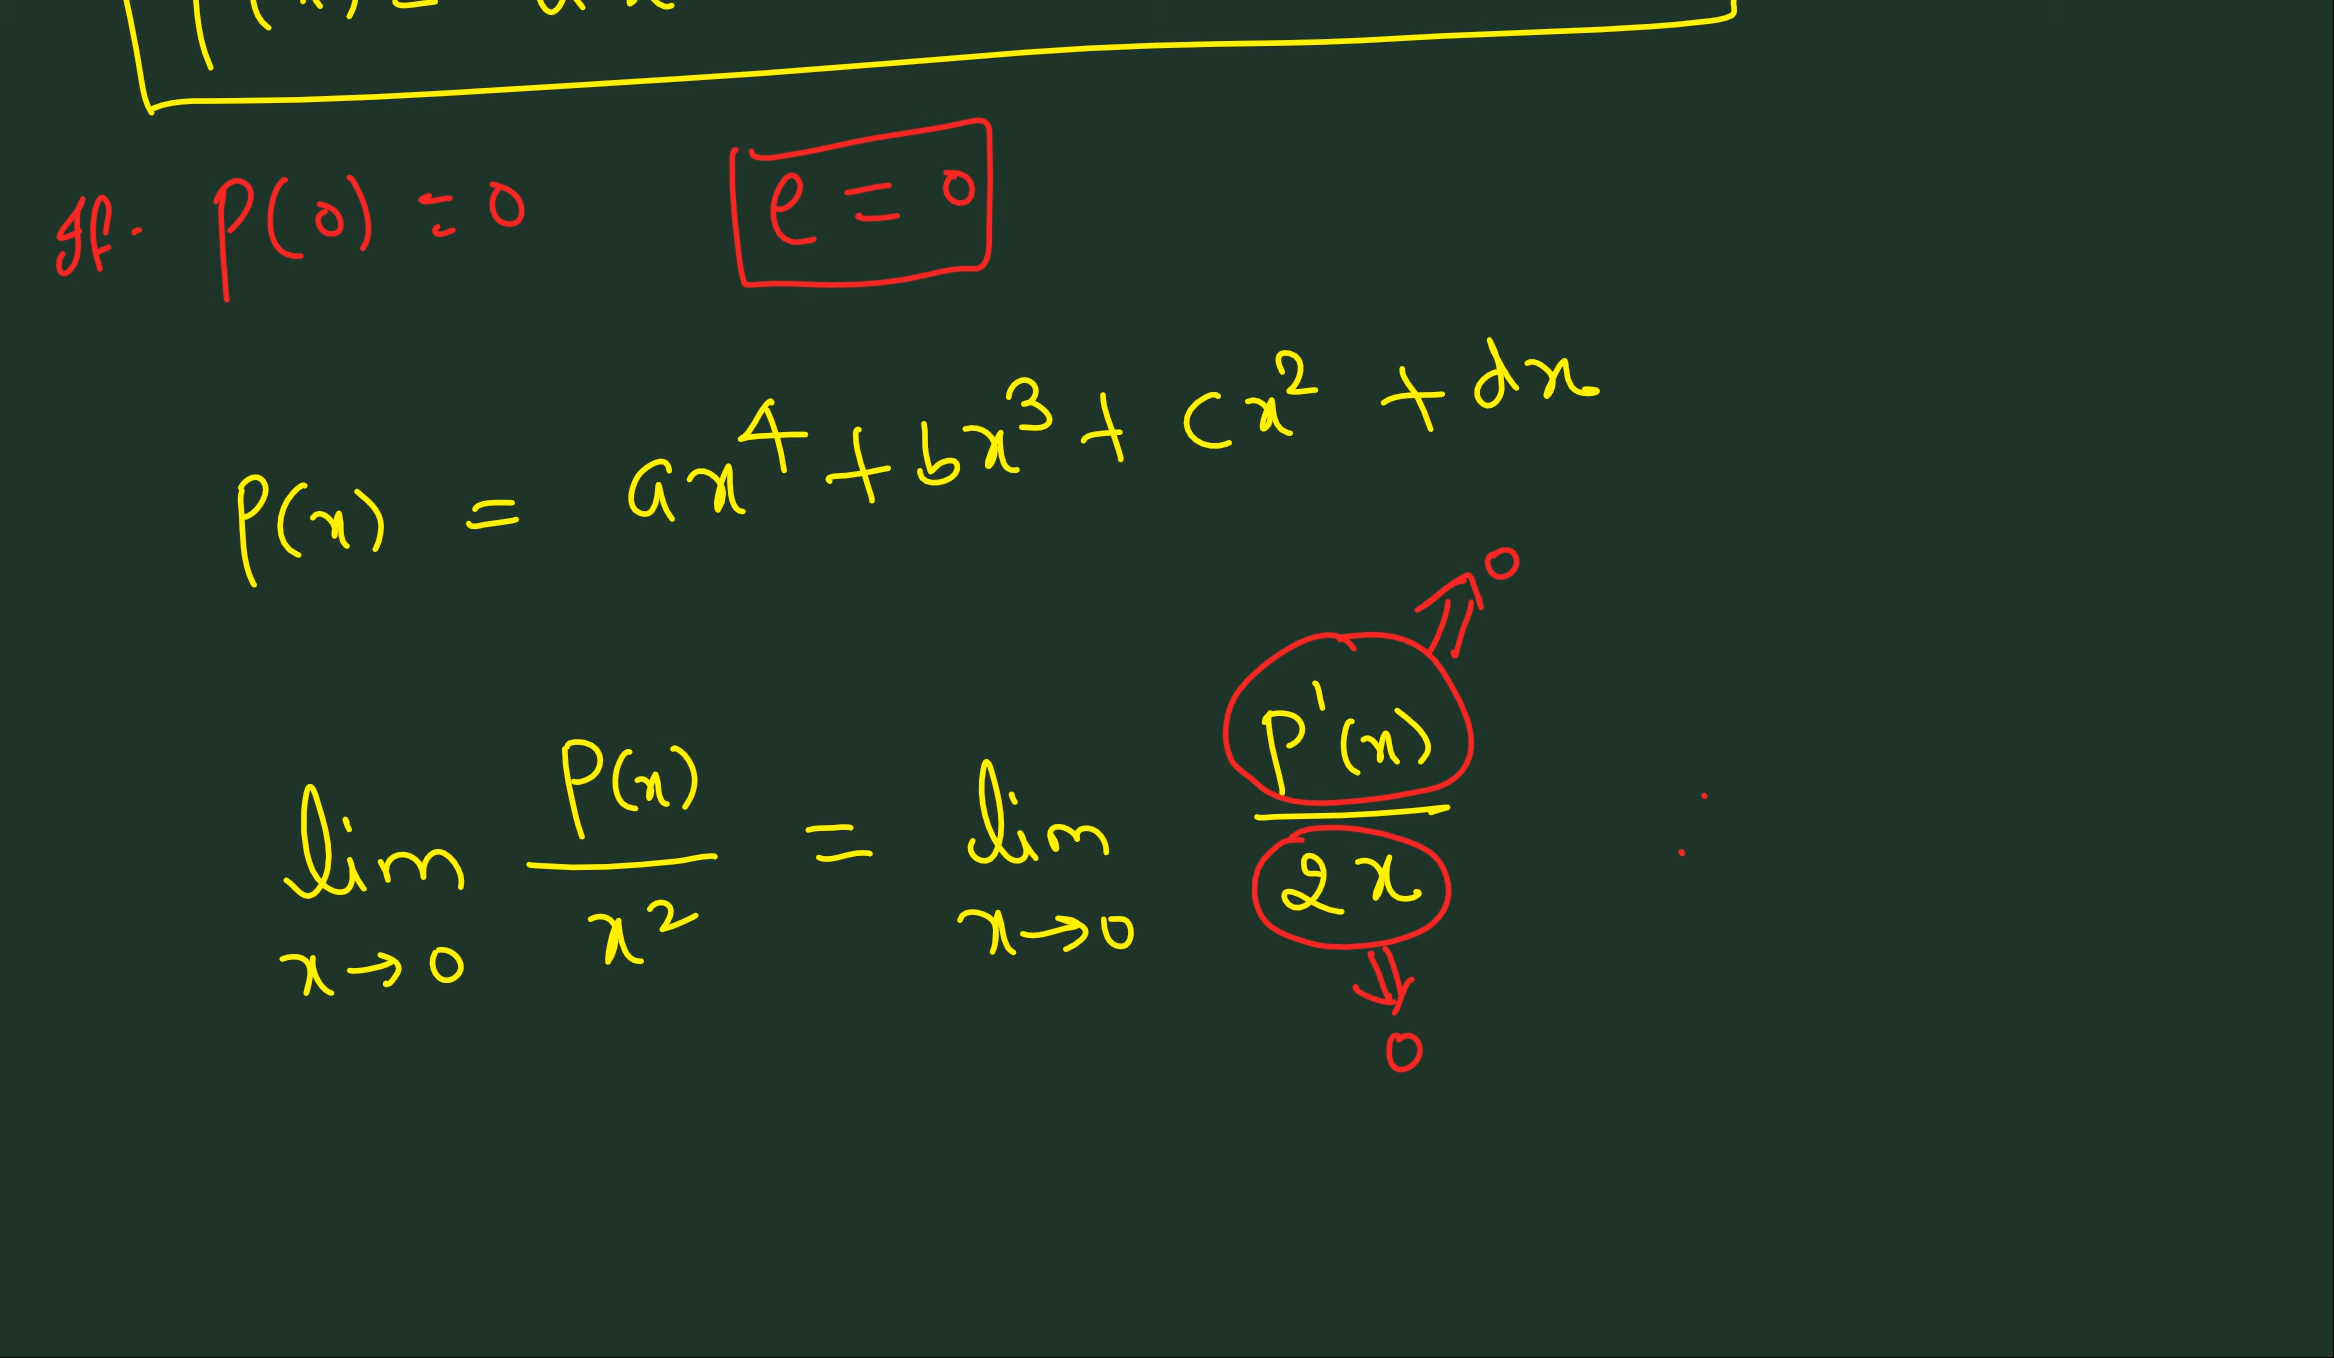 If. P(0) = 0   e = 0
P(x) = ax⁴ + bx³ + cx² + dx
lim x→0 P(x)/x² = lim x→0 P'(x)/2x
0
0